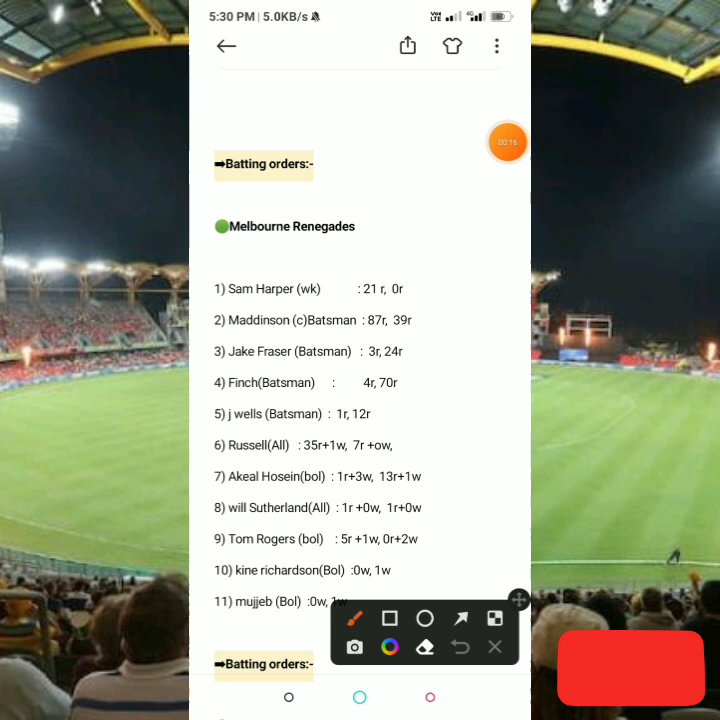 5:30 PM | 5.0KB/s
Vo LTE 4G
00:16
➡Batting orders:-
🟢Melbourne Renegades
1) Sam Harper (wk) : 21 r, 0r
2) Maddinson (c)Batsman : 87r, 39r
3) Jake Fraser (Batsman) : 3r, 24r
4) Finch(Batsman) : 4r, 70r
5) j wells (Batsman) : 1r, 12r
6) Russell(All) : 35r+1w, 7r +ow,
7) Akeal Hosein(bol) : 1r+3w, 13r+1w
8) will Sutherland(All) : 1r +0w, 1r+0w
9) Tom Rogers (bol) : 5r +1w, 0r+2w
10) kine richardson(Bol) :0w, 1w
11) mujjeb (Bol) :0w, 1w
➡Batting orders:-